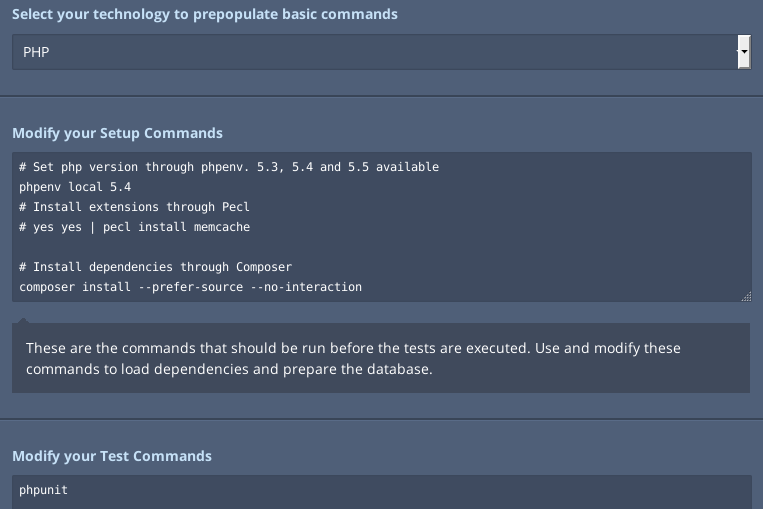 Select your technology to prepopulate basic commands
PHP
Modify your Setup Commands
# Set php version through phpenv. 5.3, 5.4 and 5.5 available
phpenv local 5.4
# Install extensions through Pecl
# yes yes | pecl install memcache
# Install dependencies through Composer
composer install --prefer-source --no-interaction
These are the commands that should be run before the tests are executed. Use and modify these
commands to load dependencies and prepare the database.
Modify your Test Commands
phpunit